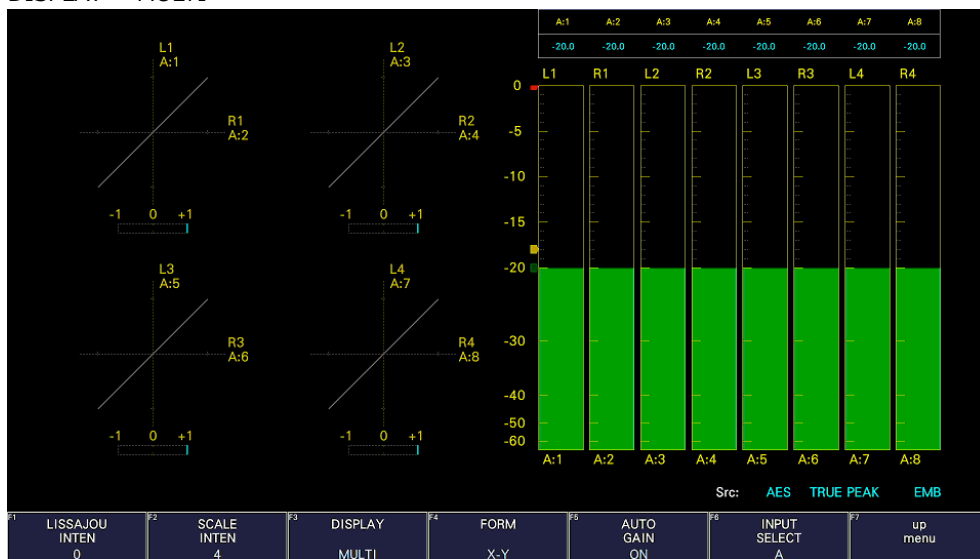 DISPLAY = MULTI
A:1 A:2 A:3 A:4 A:5 A:6 A:7 A:8
-20.0 -20.0 -20.0 -20.0 -20.0 -20.0 -20.0 -20.0
L1
A:1
R1
A:2
-1 0 +1
L2
A:3
R2
A:4
-1 0 +1
L3
A:5
R3
A:6
-1 0 +1
L4
A:7
R4
A:8
-1 0 +1
L1 R1 L2 R2 L3 R3 L4 R4
0
-5
-10
-15
-20
-30
-40
-50
-60
A:1 A:2 A:3 A:4 A:5 A:6 A:7 A:8
Src: AES TRUE PEAK EMB
F1 LISSAJOU
INTEN
0
F2 SCALE
INTEN
4
F3 DISPLAY
MULTI
F4 FORM
X-Y
F5 AUTO
GAIN
ON
F6 INPUT
SELECT
A
F7 up
menu